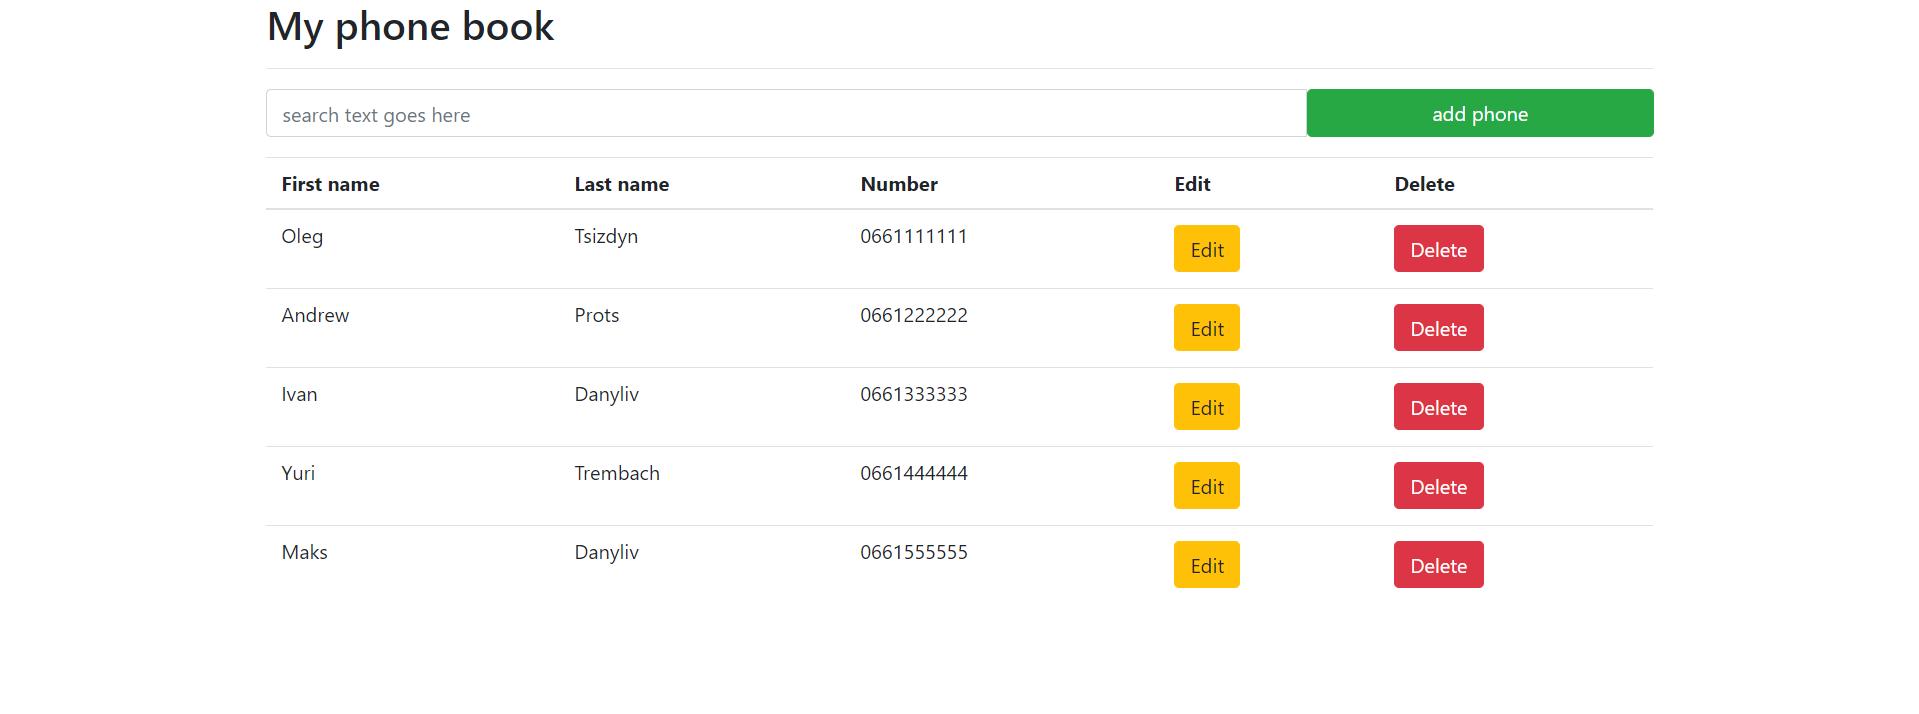 My phone book
search text goes here add phone
First name Last name Number Edit Delete
Oleg Tsizdyn 0661111111 Edit Delete
Andrew Prots 0661222222 Edit Delete
Ivan Danyliv 0661333333 Edit Delete
Yuri Trembach 0661444444 Edit Delete
Maks Danyliv 0661555555 Edit Delete